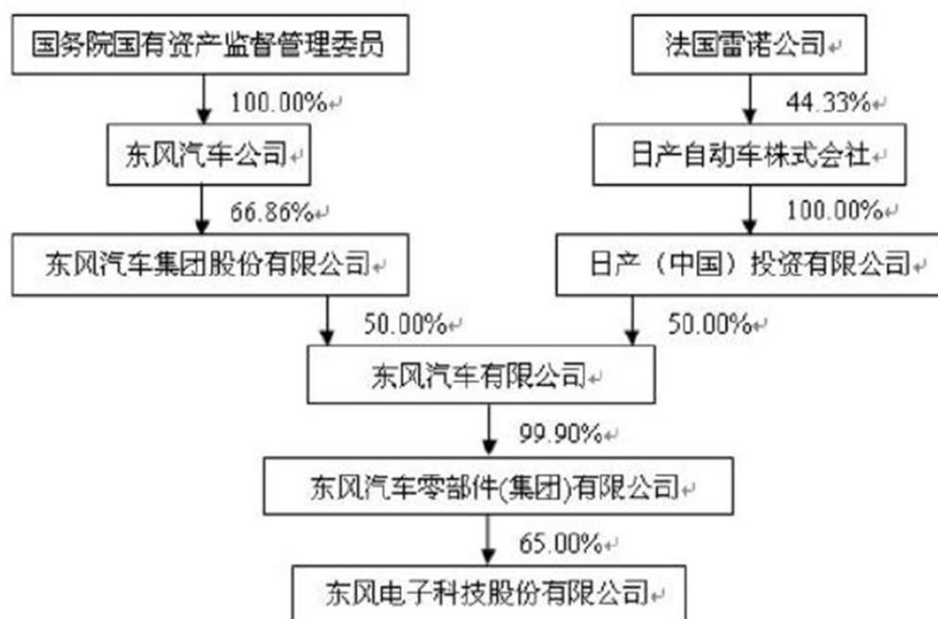 国务院国有资产监督管理委员
法国雷诺公司
100.00%
44.33%
东风汽车公司
日产自动车株式会社
66.86%
100.00%
东风汽车集团股份有限公司
日产（中国）投资有限公司
50.00%
50.00%
东风汽车有限公司
99.90%
东风汽车零部件(集团)有限公司
65.00%
东风电子科技股份有限公司